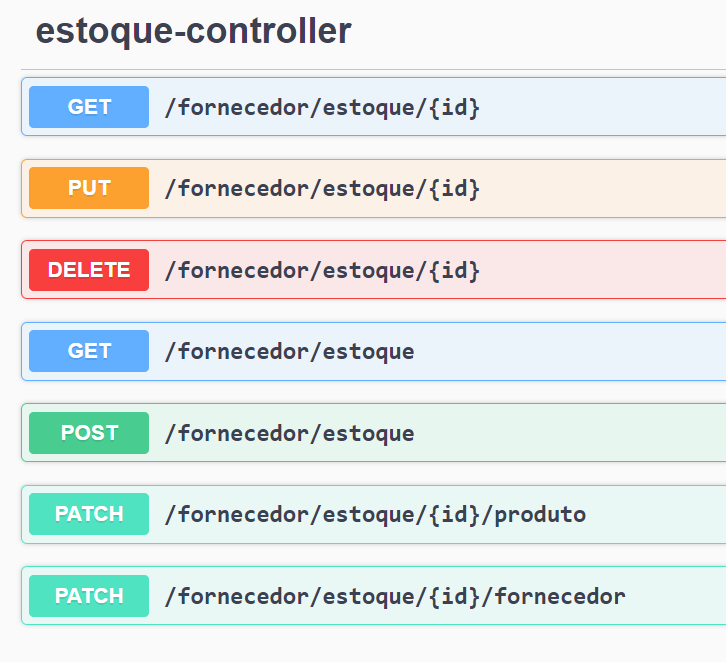 estoque-controller
GET /fornecedor/estoque/{id}
PUT /fornecedor/estoque/{id}
DELETE /fornecedor/estoque/{id}
GET /fornecedor/estoque
POST /fornecedor/estoque
PATCH /fornecedor/estoque/{id}/produto
PATCH /fornecedor/estoque/{id}/fornecedor